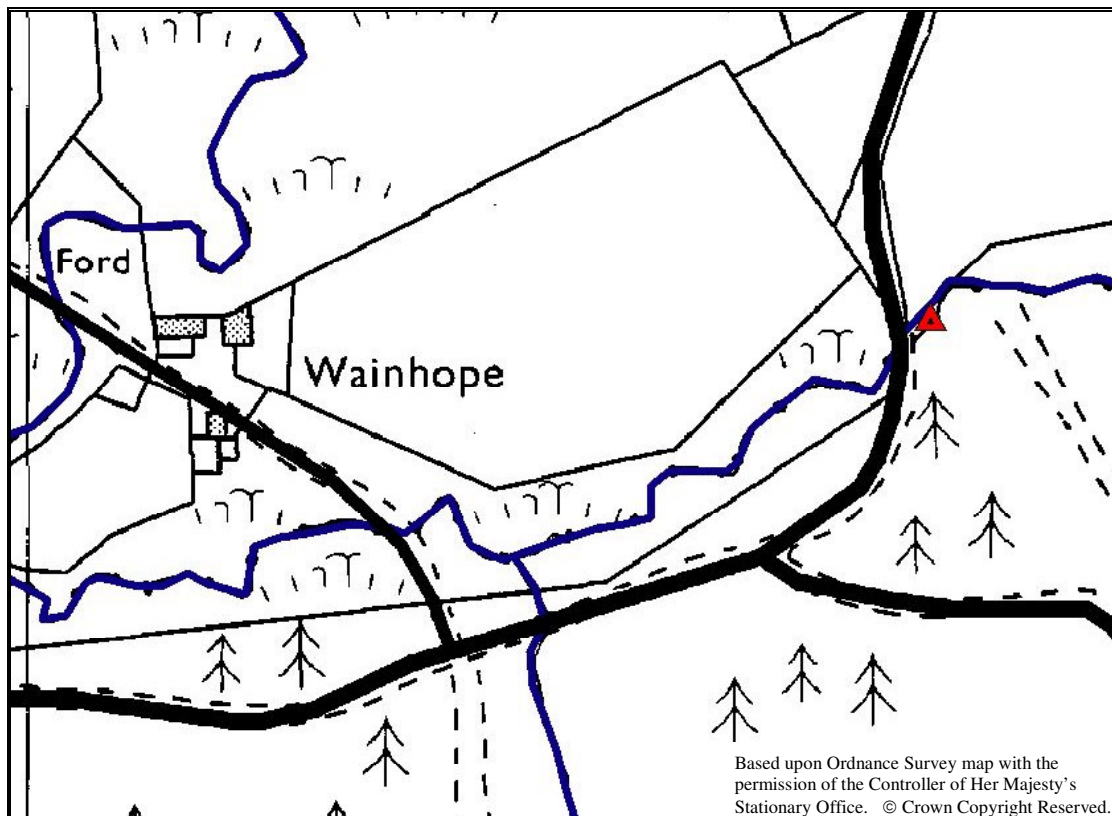 Ford
Wainhope
Based upon Ordnance Survey map with the
permission of the Controller of Her Majesty's
Stationary Office. © Crown Copyright Reserved.